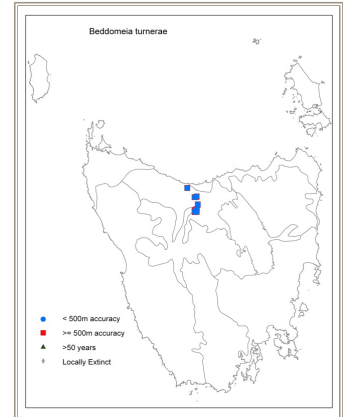 Beddomeia turnerae
< 500m accuracy
>= 500m accuracy
>50 years
Locally Extinct